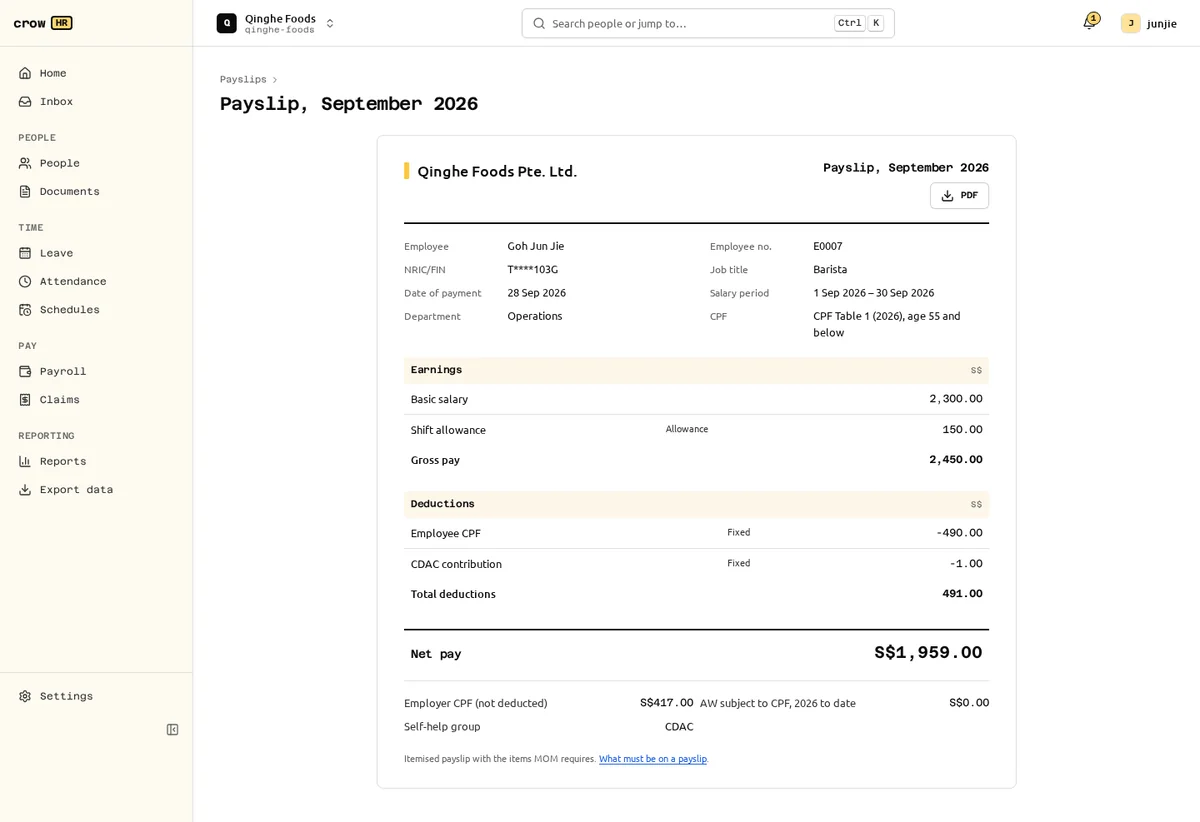 crow HR
Q
Qinghe Foods
qinghe-foods
Search people or jump to…
Ctrl K
1
J
junjie
Home
Inbox
PEOPLE
People
Documents
TIME
Leave
Attendance
Schedules
PAY
Payroll
Claims
REPORTING
Reports
Export data
Settings
Payslips
Payslip, September 2026
Qinghe Foods Pte. Ltd.
Payslip, September 2026
PDF
Employee Goh Jun Jie Employee no. E0007
NRIC/FIN T****103G Job title Barista
Date of payment 28 Sep 2026 Salary period 1 Sep 2026 – 30 Sep 2026
Department Operations CPF CPF Table 1 (2026), age 55 and
below
Earnings S$
Basic salary 2,300.00
Shift allowance Allowance 150.00
Gross pay 2,450.00
Deductions S$
Employee CPF Fixed -490.00
CDAC contribution Fixed -1.00
Total deductions 491.00
Net pay S$1,959.00
Employer CPF (not deducted) S$417.00 AW subject to CPF, 2026 to date S$0.00
Self-help group CDAC
Itemised payslip with the items MOM requires. What must be on a payslip.